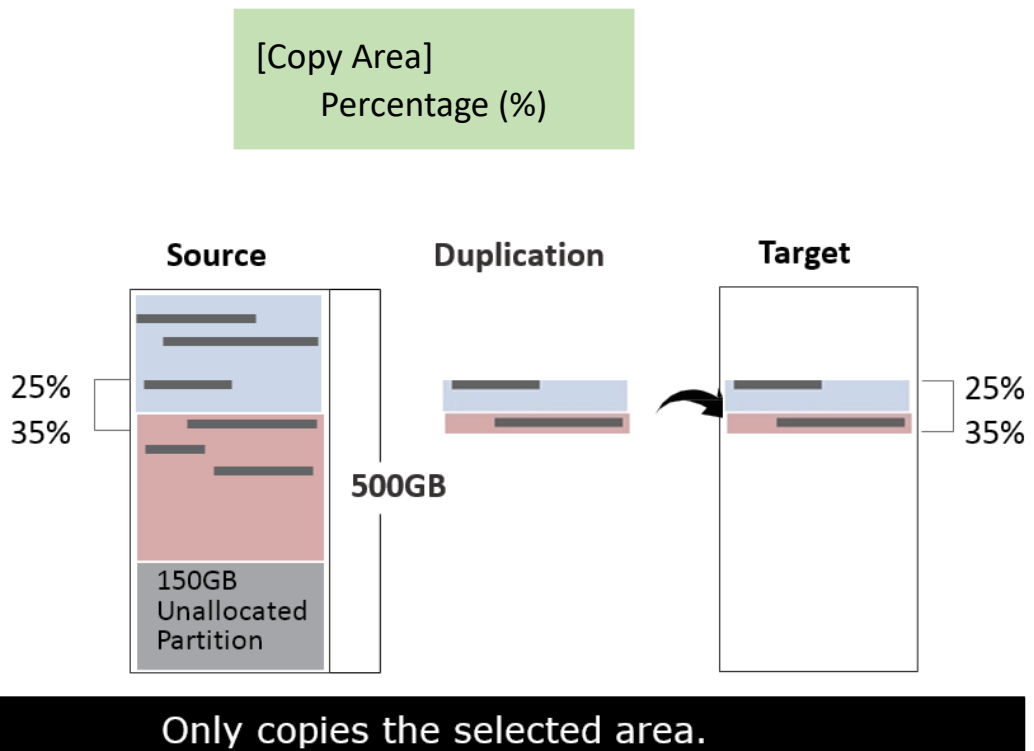 [Copy Area]
Percentage (%)
Source
Duplication
Target
25%
35%
500GB
25%
35%
150GB
Unallocated
Partition
Only copies the selected area.